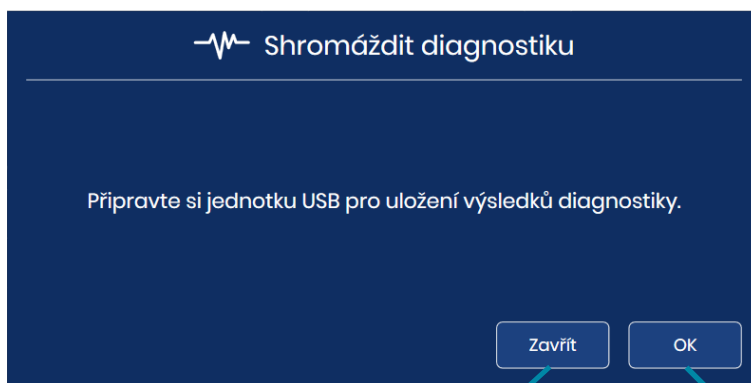 Shromáždit diagnostiku
Připravte si jednotku USB pro uložení výsledků diagnostiky.
Zavřít
OK